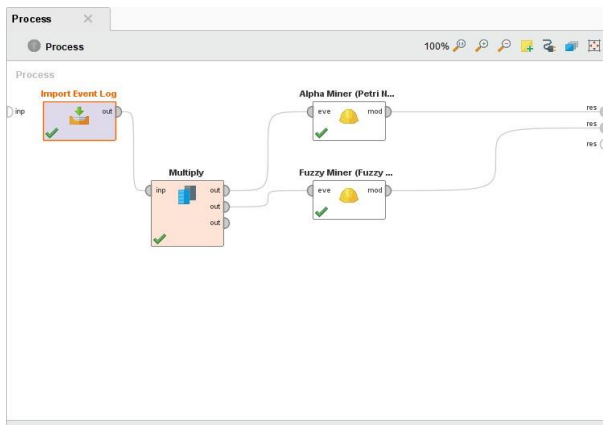 Process
Process
100%
Process
Import Event Log
inp
out
Multiply
inp
out
out
out
Alpha Miner (Petri N...
eve
mod
Fuzzy Miner (Fuzzy ...
eve
mod
res
res
res